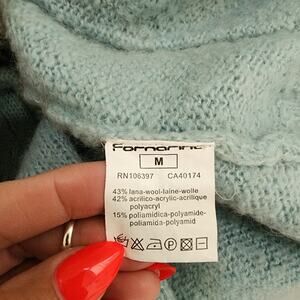 Fornarina
M
RN106397 CA40174
43% lana-wool-laine-wolle
42% acrilico-acrylic-acrilique
polyacryl
15% poliamidica-polyamide-
poliamida-polyamid